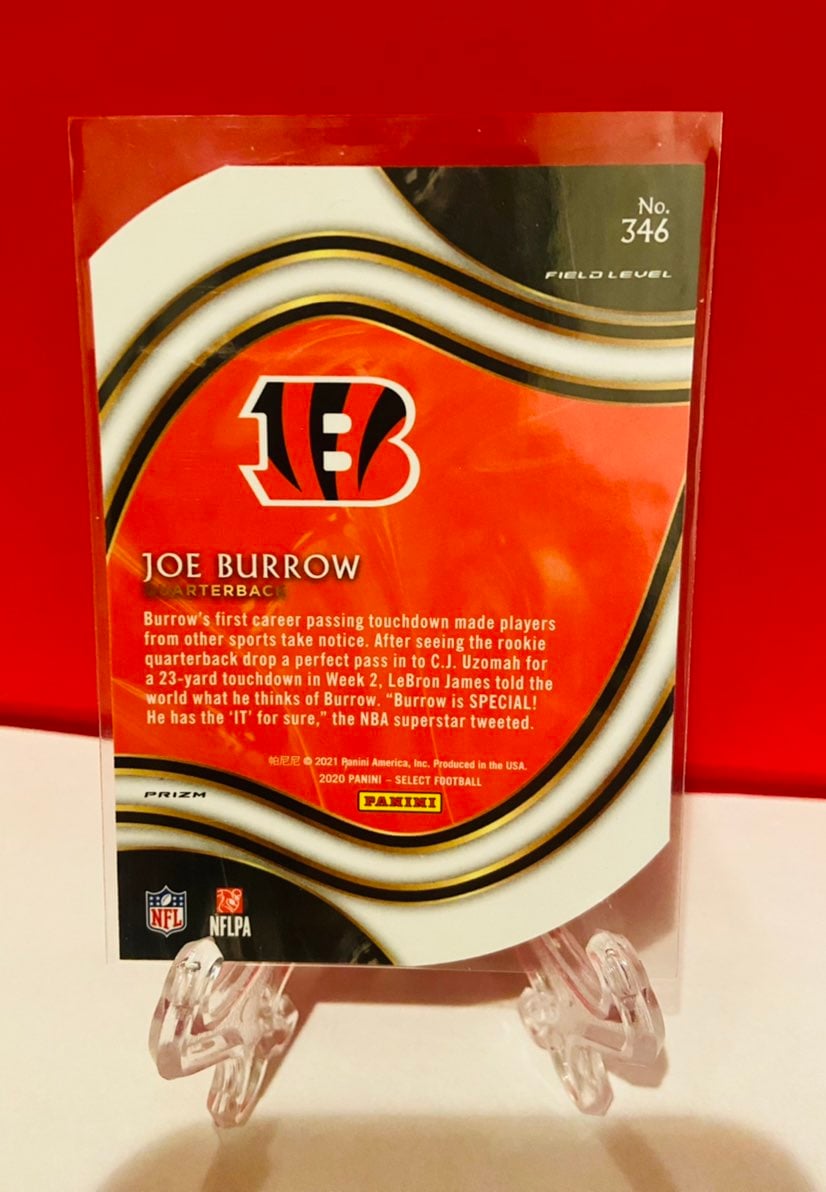 No.
346
FIELD LEVEL
B
JOE BURROW
QUARTERBACK
Burrow's first career passing touchdown made players
from other sports take notice. After seeing the rookie
quarterback drop a perfect pass in to C.J. Uzomah for
a 23-yard touchdown in Week 2, LeBron James told the
world what he thinks of Burrow. “Burrow is SPECIAL!
He has the ‘IT’ for sure,” the NBA superstar tweeted.
帕尼尼 © 2021 Panini America, Inc. Produced in the USA.
2020 PANINI – SELECT FOOTBALL
PANINI
PRIZM
NFL
NFLPA